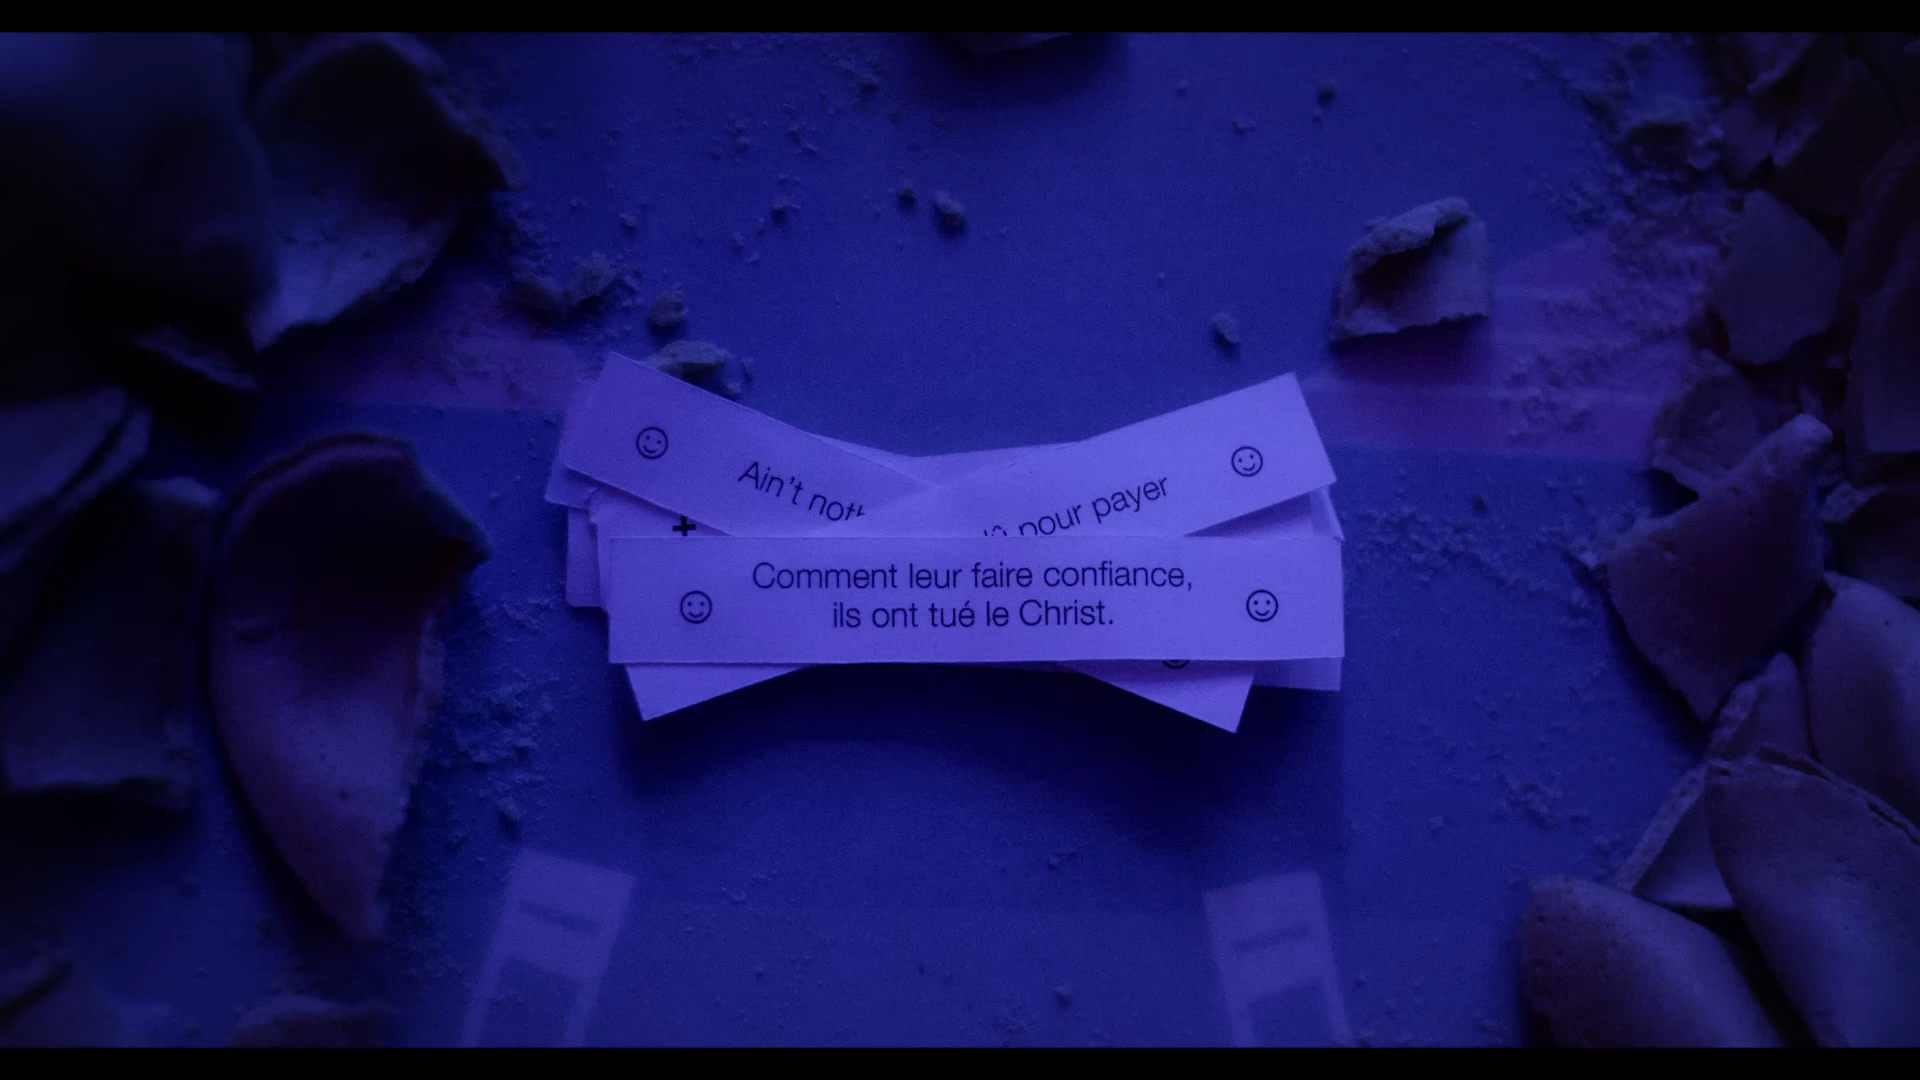 Ain't
pour payer
Comment leur faire confiance,
ils ont tué le Christ.